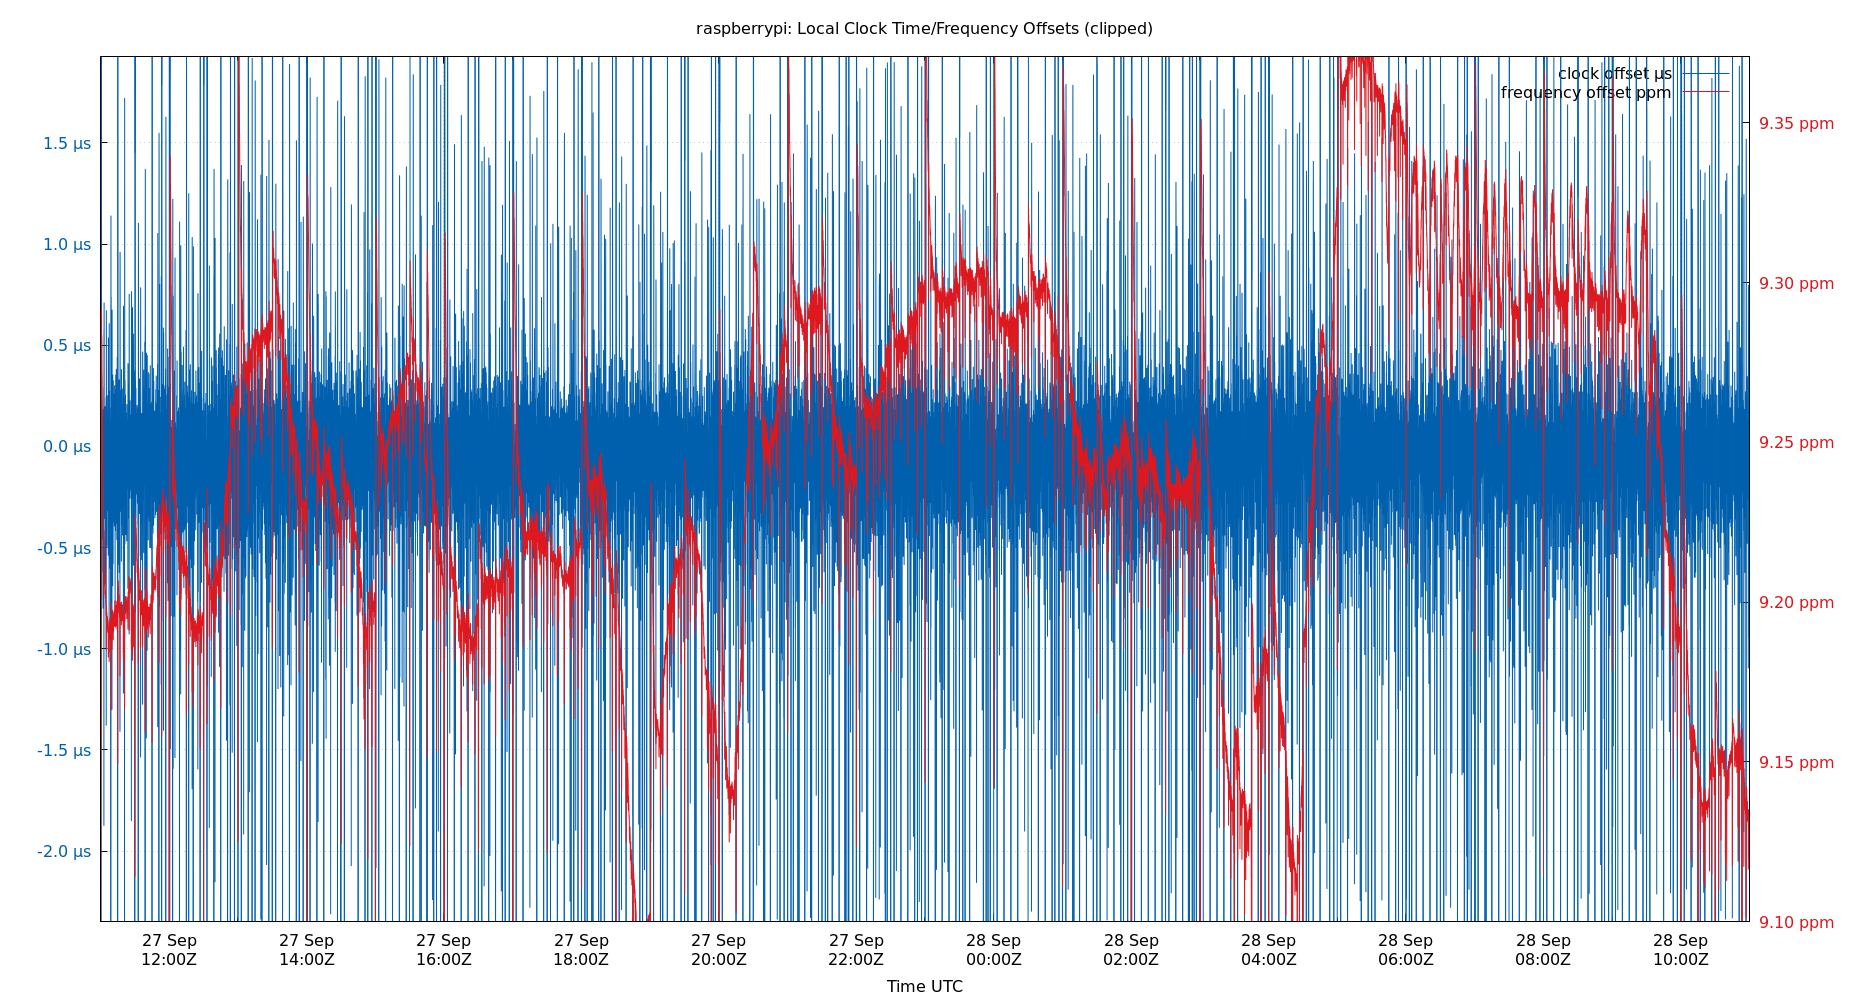 raspberrypi: Local Clock Time/Frequency Offsets (clipped)
clock offset µs
frequency offset ppm
1.5 µs
1.0 µs
0.5 µs
0.0 µs
-0.5 µs
-1.0 µs
-1.5 µs
-2.0 µs
9.35 ppm
9.30 ppm
9.25 ppm
9.20 ppm
9.15 ppm
9.10 ppm
27 Sep 27 Sep 27 Sep 27 Sep 27 Sep 27 Sep 28 Sep 28 Sep 28 Sep 28 Sep 28 Sep 28 Sep
12:00Z 14:00Z 16:00Z 18:00Z 20:00Z 22:00Z 00:00Z 02:00Z 04:00Z 06:00Z 08:00Z 10:00Z
Time UTC